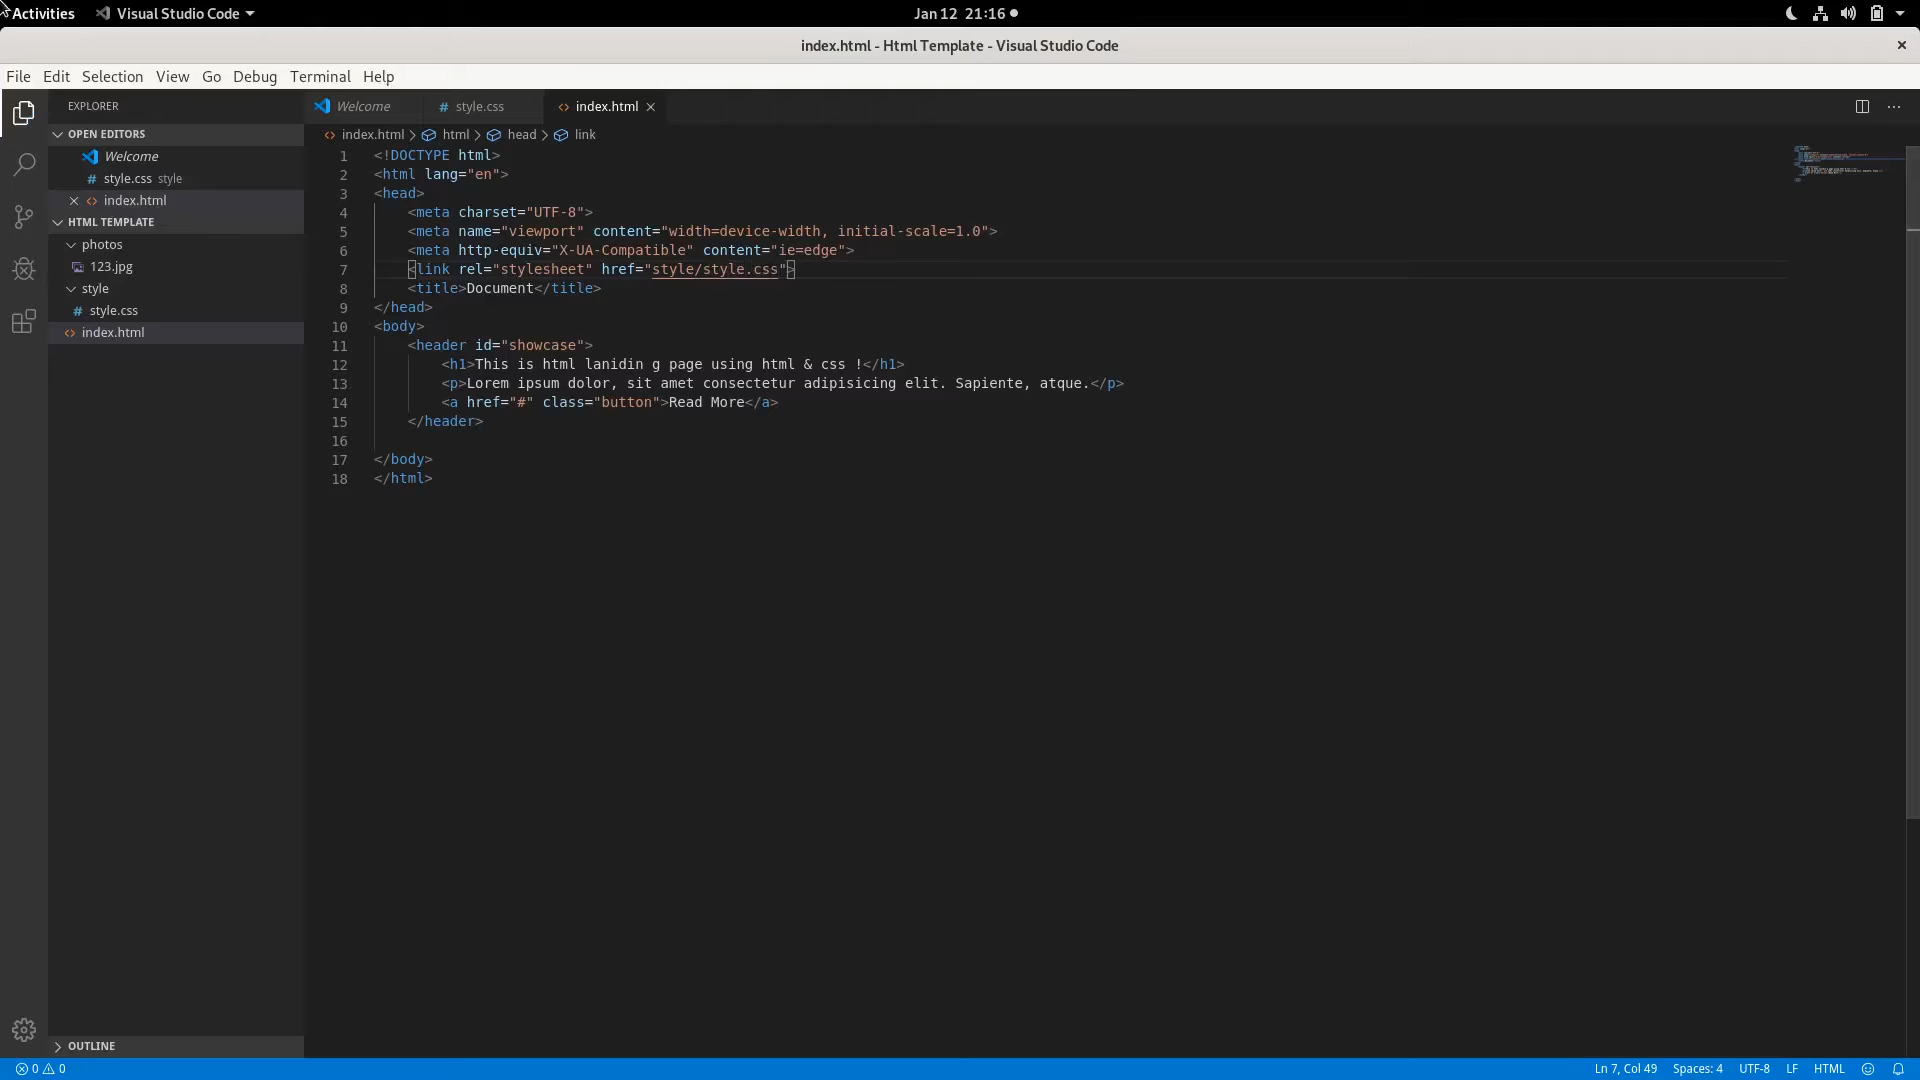 Activities Visual Studio Code Jan 12 21:16
index.html - Html Template - Visual Studio Code
File Edit Selection View Go Debug Terminal Help
EXPLORER
OPEN EDITORS
Welcome
style.css style
index.html
HTML TEMPLATE
photos
123.jpg
style
style.css
index.html
OUTLINE
Welcome style.css index.html
index.html > html > head > link
1 <!DOCTYPE html>
2 <html lang="en">
3 <head>
4 <meta charset="UTF-8">
5 <meta name="viewport" content="width=device-width, initial-scale=1.0">
6 <meta http-equiv="X-UA-Compatible" content="ie=edge">
7 <link rel="stylesheet" href="style/style.css">
8 <title>Document</title>
9 </head>
10 <body>
11 <header id="showcase">
12 <h1>This is html lanidin g page using html & css !</h1>
13 <p>Lorem ipsum dolor, sit amet consectetur adipisicing elit. Sapiente, atque.</p>
14 <a href="#" class="button">Read More</a>
15 </header>
16
17 </body>
18 </html>
0 0 Ln 7, Col 49 Spaces: 4 UTF-8 LF HTML